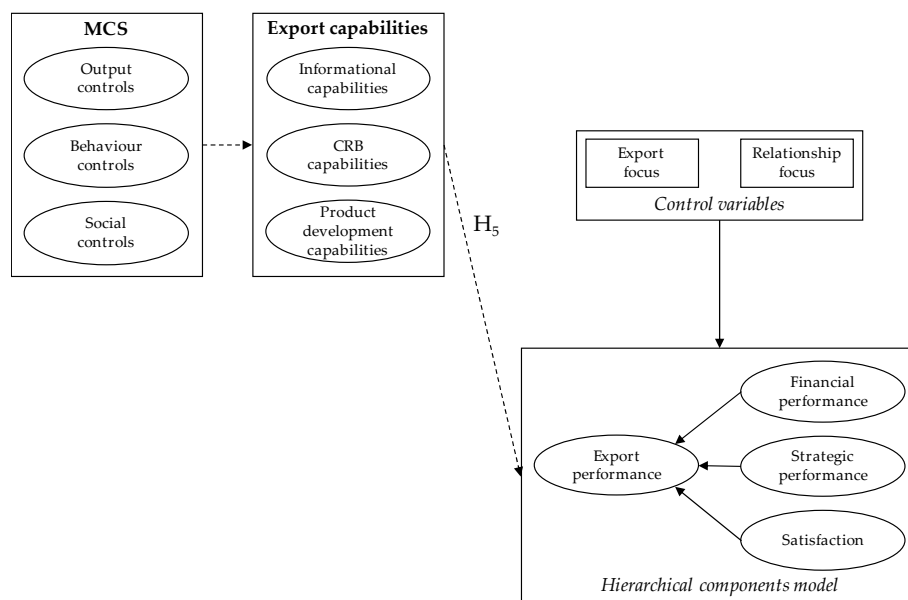 MCS
Output
controls
Behaviour
controls
Social
controls
Export capabilities
Informational
capabilities
CRB
capabilities
Product
development
capabilities
H5
Export
focus
Relationship
focus
Control variables
Financial
performance
Export
performance
Strategic
performance
Satisfaction
Hierarchical components model